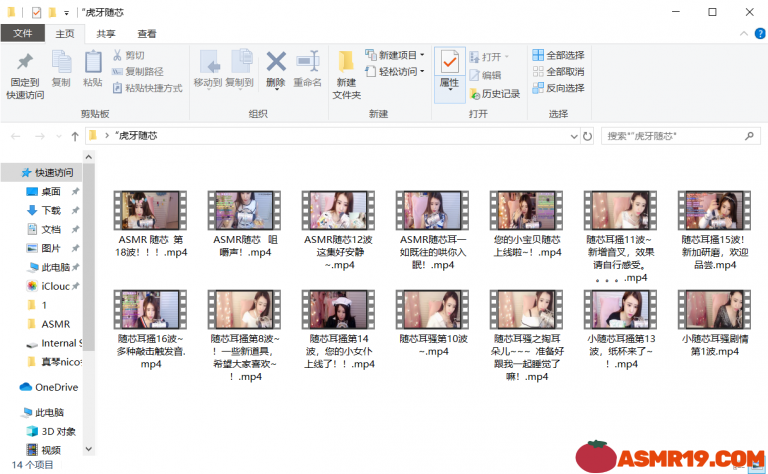 "虎牙随芯
文件 主页 共享 查看
固定到
快速访问
复制
粘贴
剪切
复制路径
粘贴快捷方式
剪贴板
移动到 复制到 删除 重命名
组织
新建
文件夹
新建项目
轻松访问
新建
属性
打开
编辑
历史记录
打开
全部选择
全部取消
反向选择
选择
"虎牙随芯
搜索"虎牙随芯"
快速访问
桌面
下载
文档
图片
此电脑
iClouc
1
ASMR
Internal S
真琴nico
OneDrive
此电脑
3D 对象
视频
ASMR 随芯 第
18波！！！.mp4
ASMR随芯 咀
嚼声！.mp4
ASMR随芯12波
这集好安静
~.mp4
ASMR随芯耳一
如既往的哄你入
眠！.mp4
您的小宝贝随芯
上线啦~！.mp4
随芯耳搔11波~
新增音叉，效果
请自行感受。
。。。.mp4
随芯耳搔15波！
新加研磨，欢迎
品尝.mp4
随芯耳搔16波~
多种敲击触发音.
mp4
随芯耳搔第8波~
！一些新道具，
希望大家喜欢~
！.mp4
随芯耳搔第14
波，您的小女仆
上线了！！.mp4
随芯耳骚第10波
~.mp4
随芯耳骚之掏耳
朵儿~~~ 准备好
跟我一起睡觉了
嘛！.mp4
小随芯耳搔第13
波，纸杯来了~
！.mp4
小随芯耳骚剧情
第1波.mp4
14 个项目
ASMR19.COM